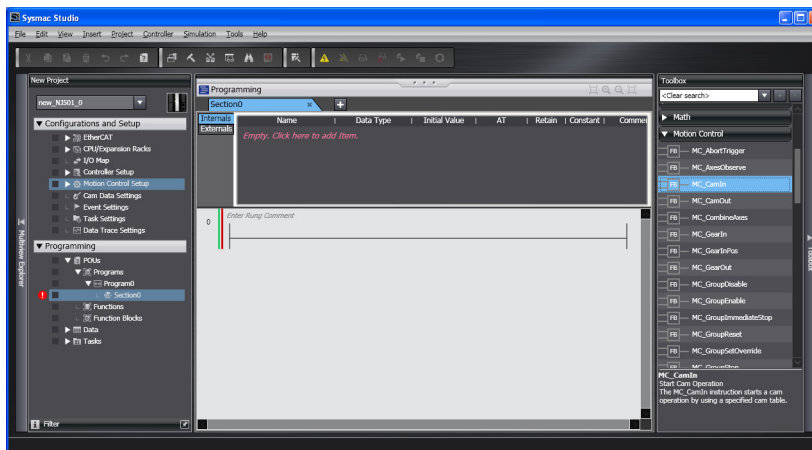 Sysmac Studio
File Edit View Insert Project Controller Simulation Tools Help
New Project
new_NJ501_0
Configurations and Setup
EtherCAT
CPU/Expansion Racks
I/O Map
Controller Setup
Motion Control Setup
Cam Data Settings
Event Settings
Task Settings
Data Trace Settings
Programming
POUs
Programs
Program0
Section0
Functions
Function Blocks
Data
Tasks
Filter
Multiview Explorer
Programming
Section0
Internals
Externals
Name Data Type Initial Value AT Retain Constant Commen
Empty. Click here to add Item.
0
Enter Rung Comment
Toolbox
<Clear search>
Math
Motion Control
FB MC_AbortTrigger
FB MC_AxesObserve
FB MC_CamIn
FB MC_CamOut
FB MC_CombineAxes
FB MC_GearIn
FB MC_GearInPos
FB MC_GearOut
FB MC_GroupDisable
FB MC_GroupEnable
FB MC_GroupImmediateStop
FB MC_GroupReset
FB MC_GroupSetOverride
FB MC_GroupStop
MC_CamIn
Start Cam Operation
The MC_CamIn instruction starts a cam
operation by using a specified cam table.
Toolbox